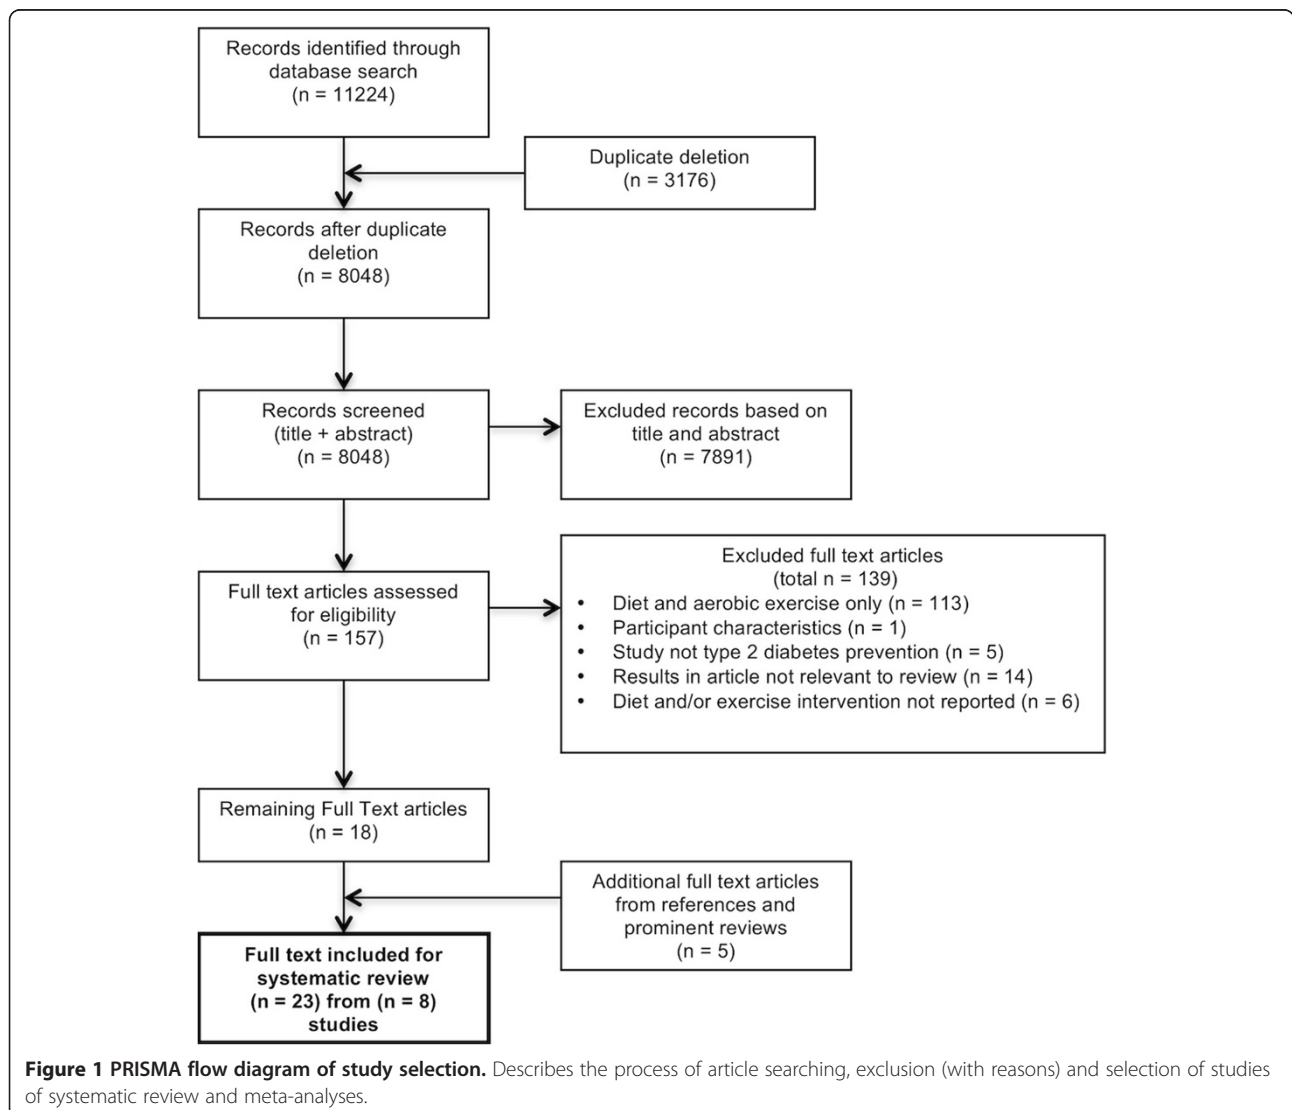 Records identified through
database search
(n = 11224)
Duplicate deletion
(n = 3176)
Records after duplicate
deletion
(n = 8048)
Records screened
(title + abstract)
(n = 8048)
Excluded records based on
title and abstract
(n = 7891)
Full text articles assessed
for eligibility
(n = 157)
Excluded full text articles
(total n = 139)
• Diet and aerobic exercise only (n = 113)
• Participant characteristics (n = 1)
• Study not type 2 diabetes prevention (n = 5)
• Results in article not relevant to review (n = 14)
• Diet and/or exercise intervention not reported (n = 6)
Remaining Full Text articles
(n = 18)
Additional full text articles
from references and
prominent reviews
(n = 5)
Full text included for
systematic review
(n = 23) from (n = 8)
studies
Figure 1 PRISMA flow diagram of study selection. Describes the process of article searching, exclusion (with reasons) and selection of studies
of systematic review and meta-analyses.